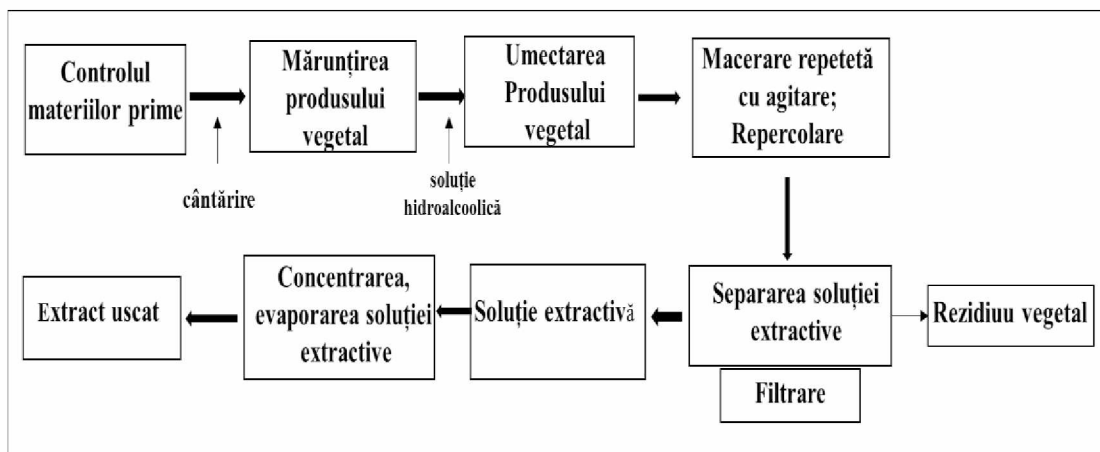 Controlul
materiilor prime
cântărire
Mărunțirea
produsului
vegetal
soluție
hidroalcoolică
Umectarea
Produsului
vegetal
Macerare repetetă
cu agitare;
Repercolare
Separarea soluției
extractive
Filtrare
Rezidiuu vegetal
Soluție extractivă
Concentrarea,
evaporarea soluției
extractive
Extract uscat